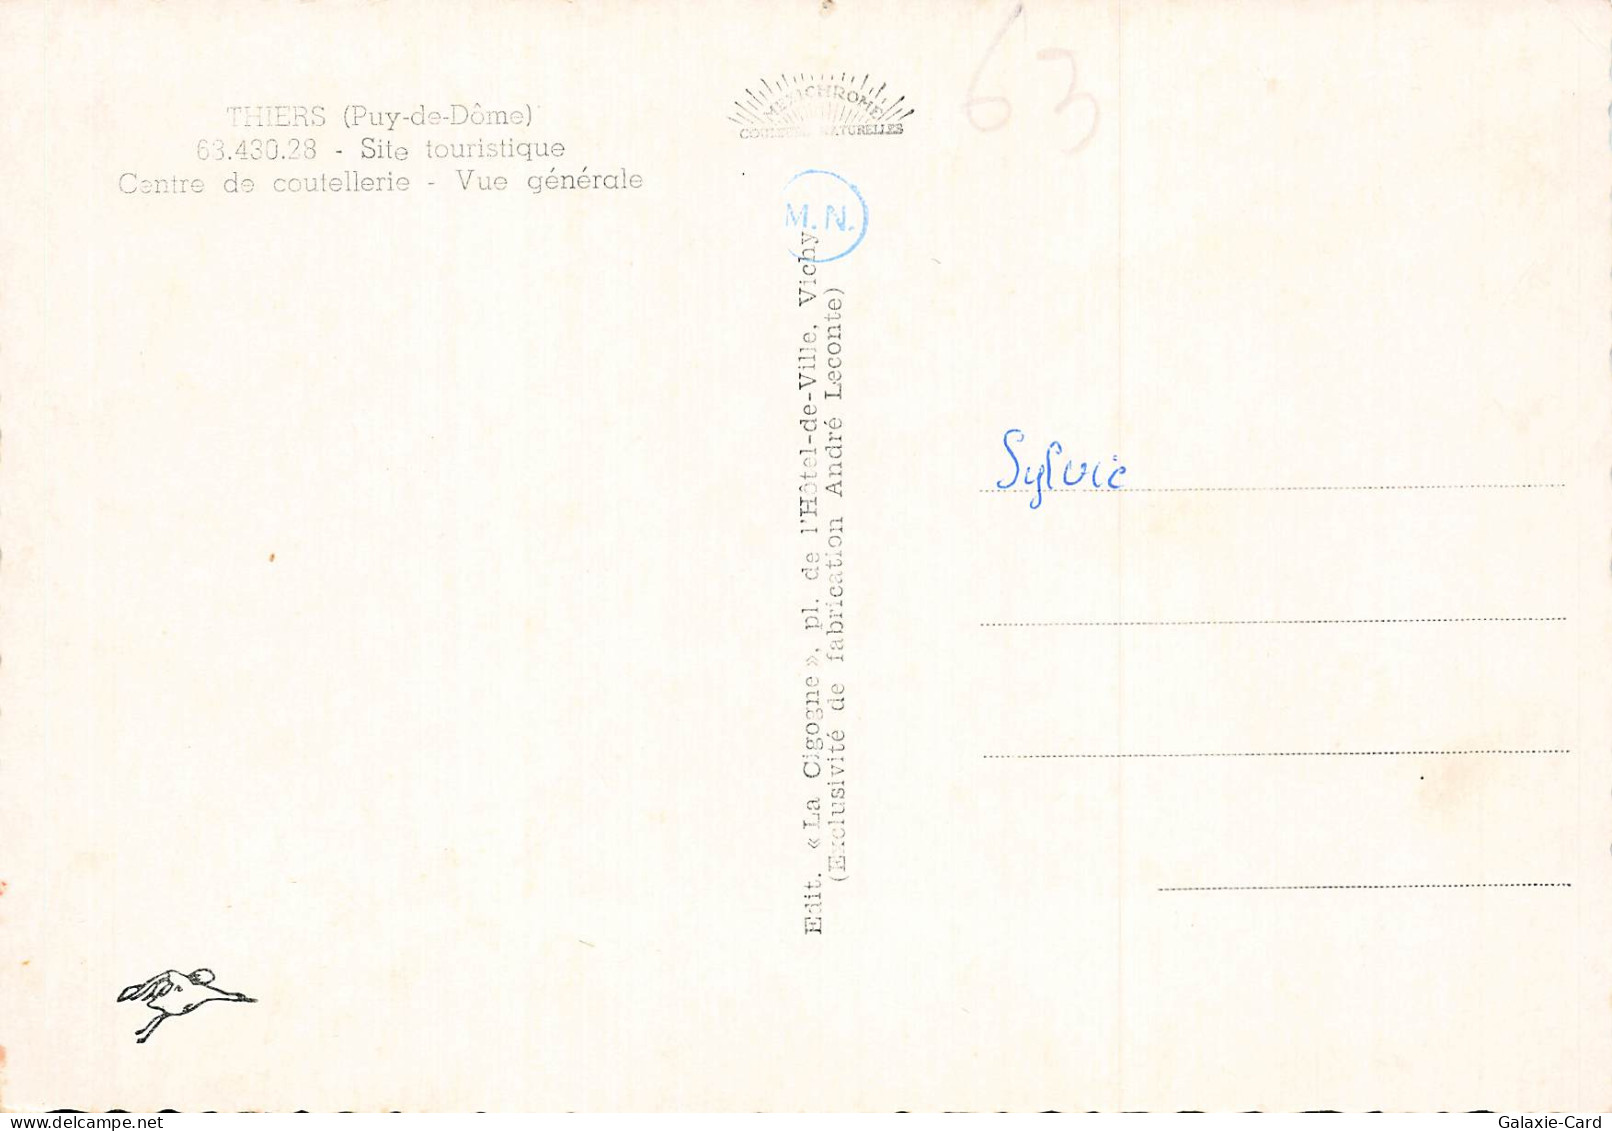 THIERS (Puy-de-Dôme)
63.430.28 - Site touristique
Centre de coutellerie - Vue générale
MEXICHROME
COULEURS NATURELLES
63
M.N.
Edit. « La Cigogne », pl. de l'Hôtel-de-Ville, Vichy
(Exclusivité de fabrication André Leconte)
Sylvie
delcampe.net
Galaxie-Card